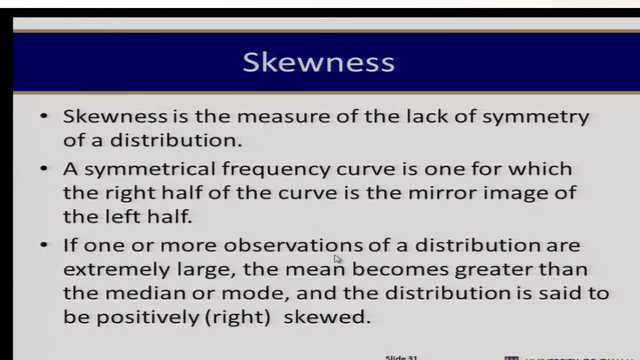 Skewness
• Skewness is the measure of the lack of symmetry
of a distribution.
• A symmetrical frequency curve is one for which
the right half of the curve is the mirror image of
the left half.
• If one or more observations of a distribution are
extremely large, the mean becomes greater than
the median or mode, and the distribution is said to
be positively (right) skewed.
Slide 31
UNIVERSITY OF